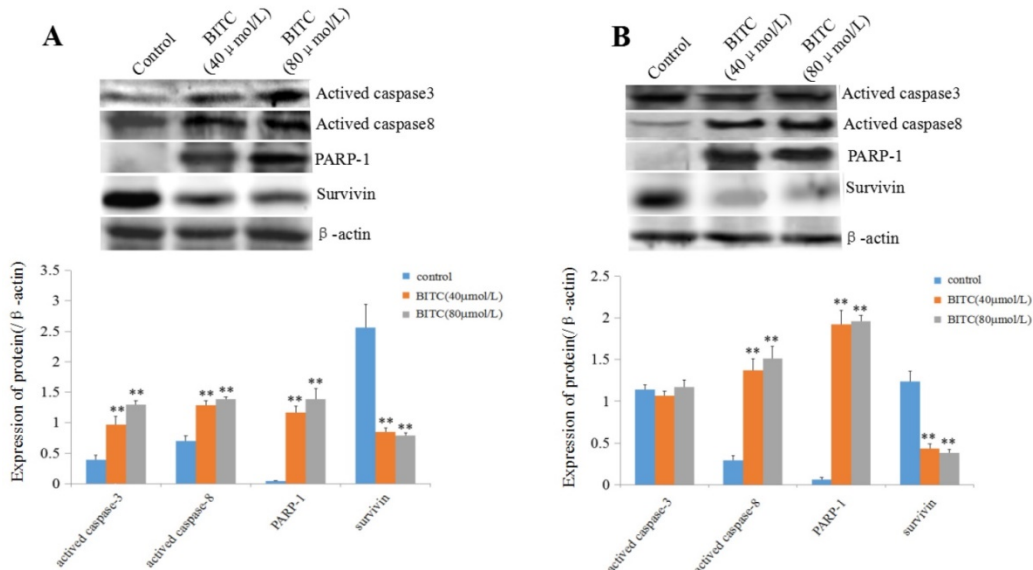 A
Control
BITC
(40 μ mol/L)
BITC
(80 μ mol/L)
Actived caspase3
Actived caspase8
PARP-1
Survivin
β -actin
Expression of protein(/ β -actin)
3.5
3
2.5
2
1.5
1
0.5
0
control
BITC(40μmol/L)
BITC(80μmol/L)
** ** ** ** ** ** ** **
actived caspase-3
actived caspase-8
PARP-1
survivin
B
Control
BITC
(40 μ mol/L)
BITC
(80 μ mol/L)
Actived caspase3
Actived caspase8
PARP-1
Survivin
β -actin
Expression of protein(/ β -actin)
2.5
2
1.5
1
0.5
0
control
BITC(40μmol/L)
BITC(80μmol/L)
** ** ** ** ** **
actived caspase-3
actived caspase-8
PARP-1
survivin